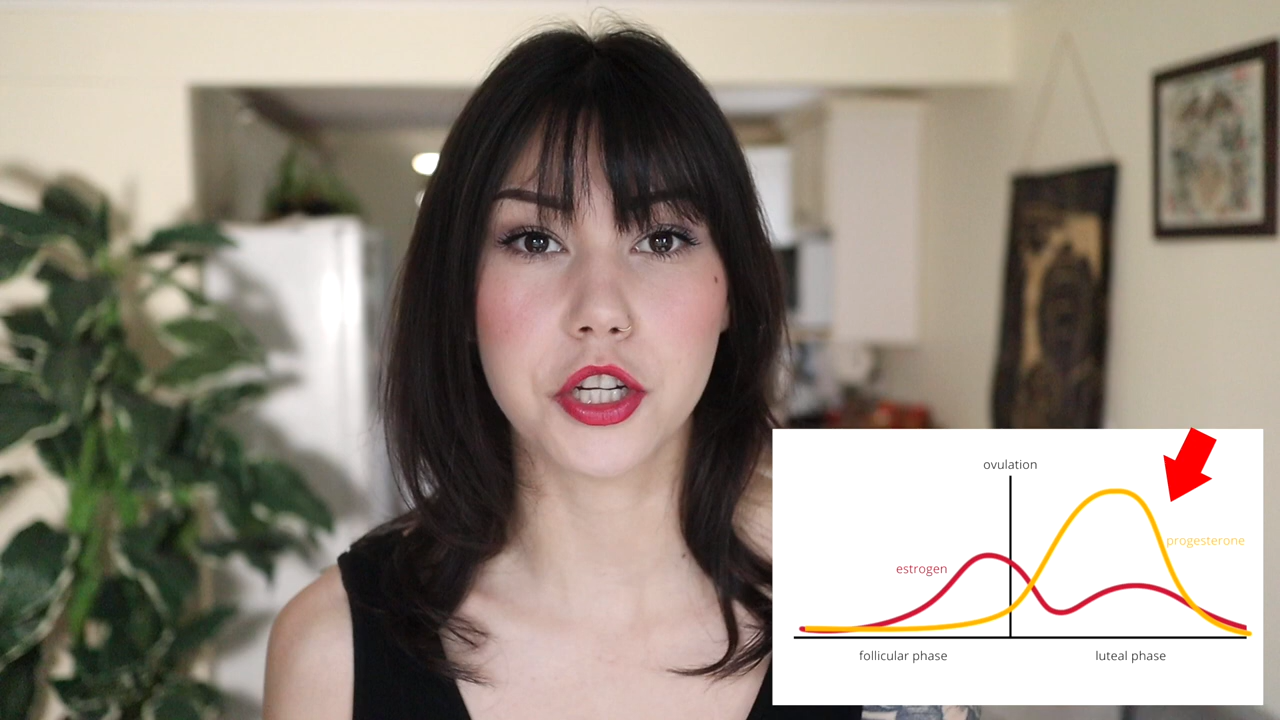 ovulation
progesterone
estrogen
follicular phase
luteal phase